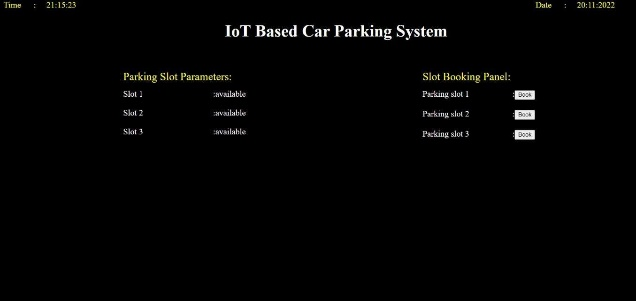 Time : 21:15:23 Date : 20:11:2022
IoT Based Car Parking System
Parking Slot Parameters: Slot Booking Panel:
Slot 1 :available Parking slot 1 :Book
Slot 2 :available Parking slot 2 :Book
Slot 3 :available Parking slot 3 :Book